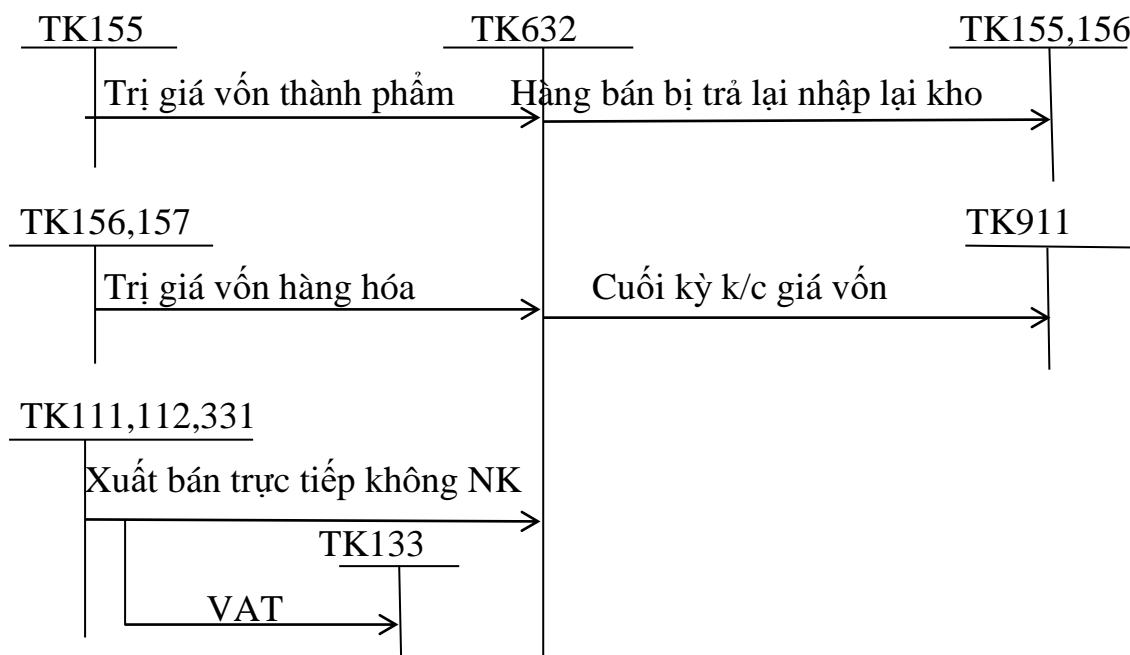 TK155 TK632 TK155,156
Trị giá vốn thành phẩm Hàng bán bị trả lại nhập lại kho
TK156,157 TK911
Trị giá vốn hàng hóa Cuối kỳ k/c giá vốn
TK111,112,331
Xuất bán trực tiếp không NK
TK133
VAT